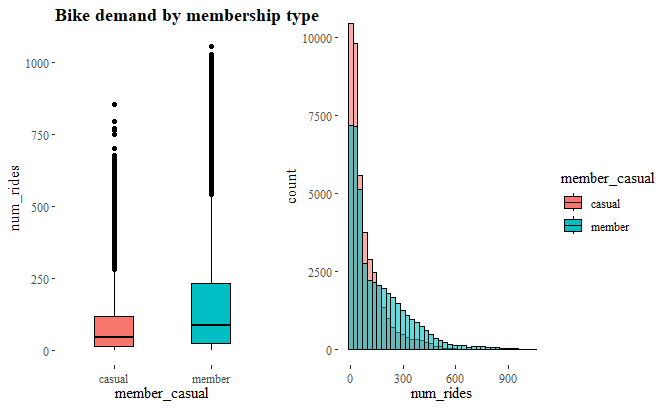 Bike demand by membership type
num_rides
1000
750
500
250
0
casual
member
member_casual
count
10000
7500
5000
2500
0
0
300
600
900
num_rides
member_casual
casual
member